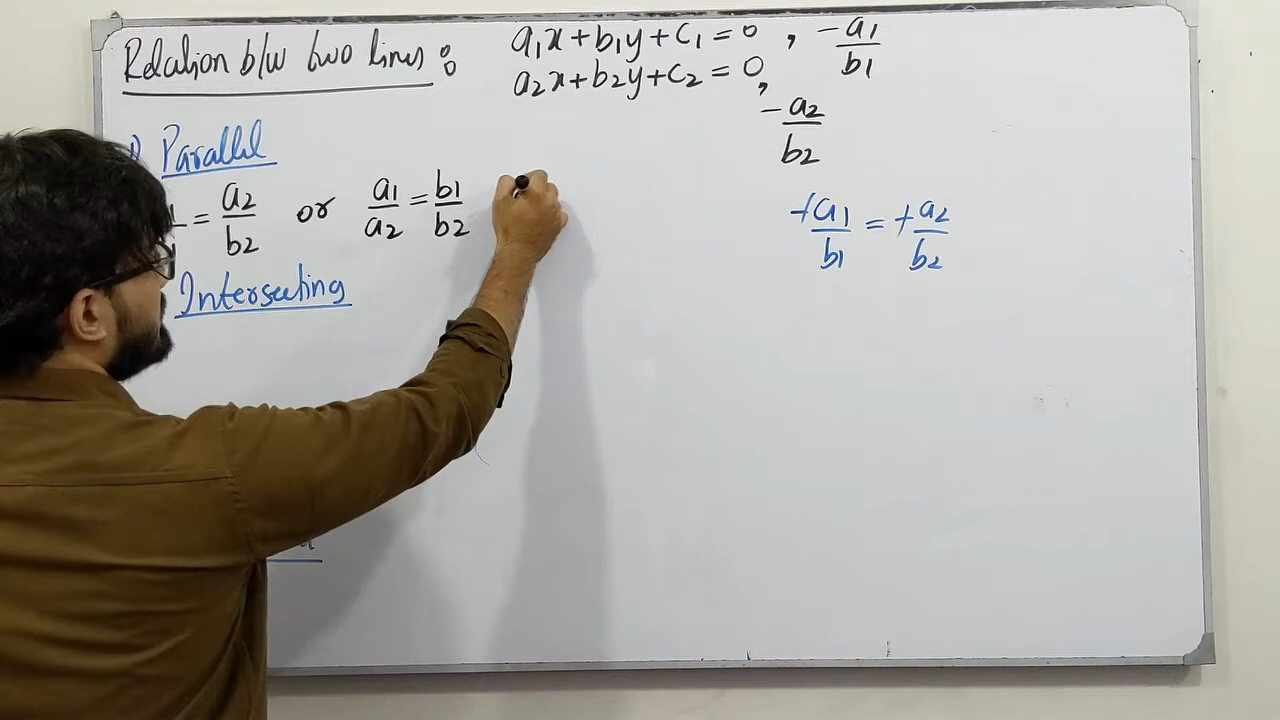 Relation b/w two lines :
a₁x + b₁y + c₁ = 0 , -a₁/b₁
a₂x + b₂y + c₂ = 0 , -a₂/b₂
Parallel
= a₂/b₂ or a₁/a₂ = b₁/b₂
+a₁/b₁ = +a₂/b₂
Intersecting